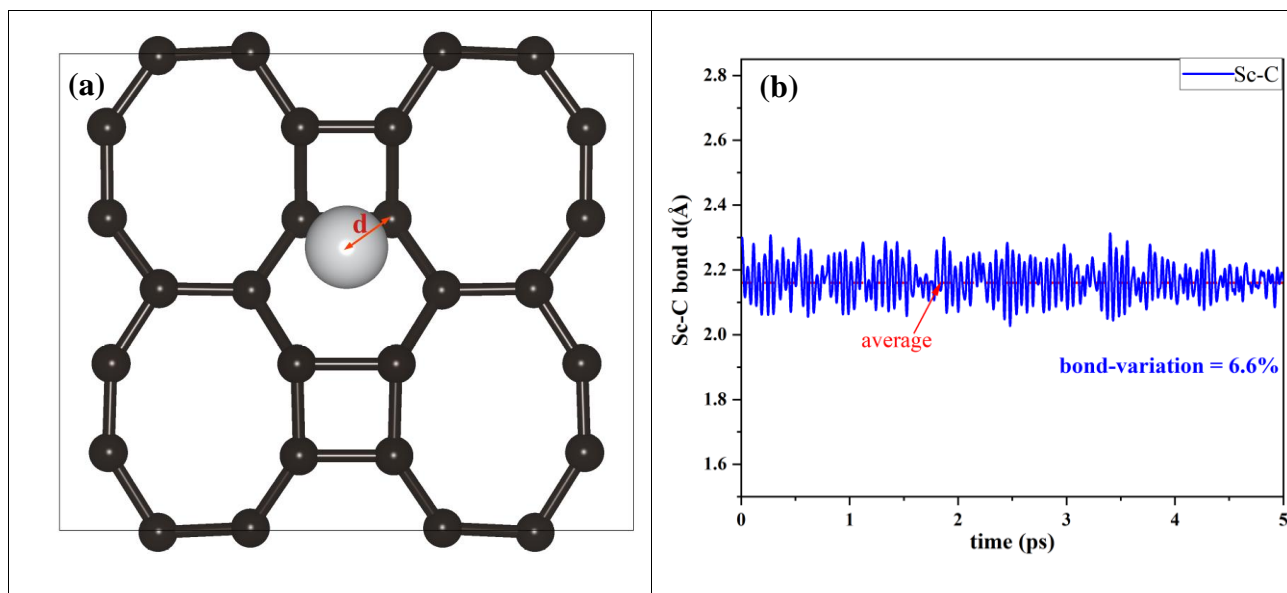 (a)
d
(b)
Sc-C
2.8
2.6
2.4
2.2
2.0
1.8
1.6
Sc-C bond d(Å)
average
bond-variation = 6.6%
0
1
2
3
4
5
time (ps)